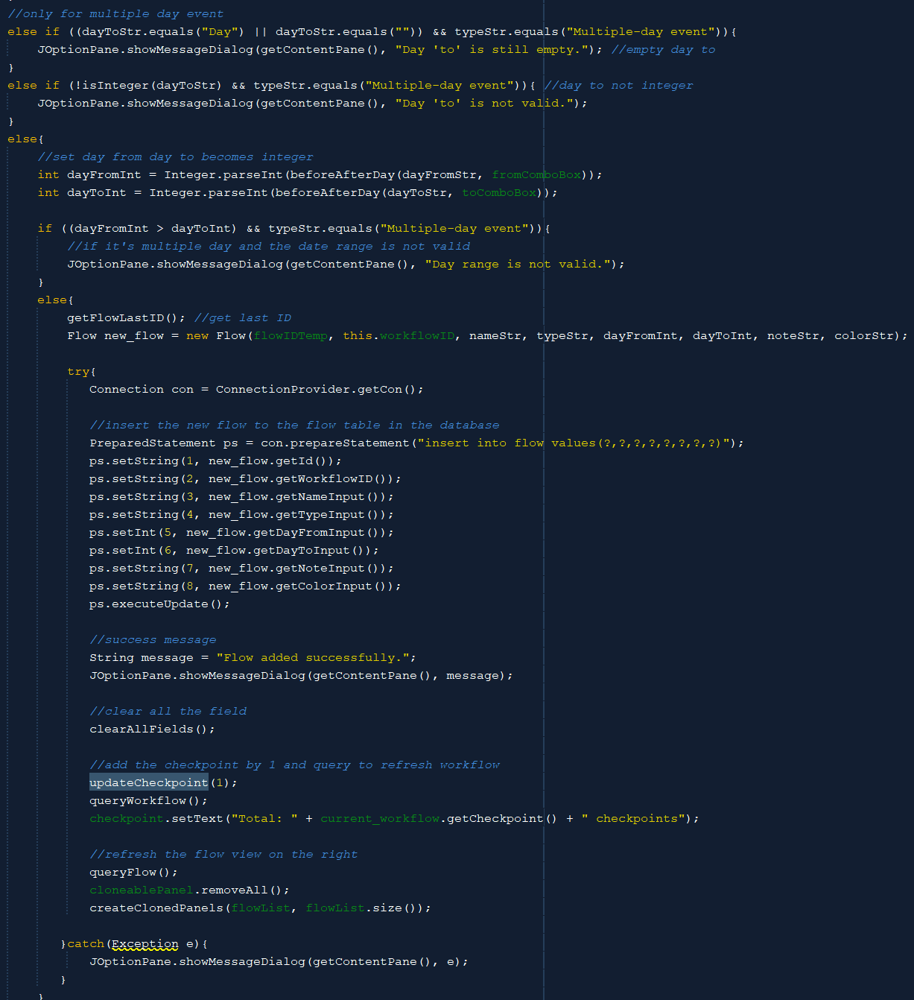 //only for multiple day event
else if ((dayToStr.equals("Day") || dayToStr.equals("")) && typeStr.equals("Multiple-day event")){
JOptionPane.showMessageDialog(getContentPane(), "Day 'to' is still empty."); //empty day to
}
else if (!isInteger(dayToStr) && typeStr.equals("Multiple-day event")){ //day to not integer
JOptionPane.showMessageDialog(getContentPane(), "Day 'to' is not valid.");
}
else{
//set day from day to becomes integer
int dayFromInt = Integer.parseInt(beforeAfterDay(dayFromStr, fromComboBox));
int dayToInt = Integer.parseInt(beforeAfterDay(dayToStr, toComboBox));
if ((dayFromInt > dayToInt) && typeStr.equals("Multiple-day event")){
//if it's multiple day and the date range is not valid
JOptionPane.showMessageDialog(getContentPane(), "Day range is not valid.");
}
else{
getFlowLastID(); //get last ID
Flow new_flow = new Flow(flowIDTemp, this.workflowID, nameStr, typeStr, dayFromInt, dayToInt, noteStr, colorStr);
try{
Connection con = ConnectionProvider.getCon();
//insert the new flow to the flow table in the database
PreparedStatement ps = con.prepareStatement("insert into flow values(?,?,?,?,?,?,?,?)");
ps.setString(1, new_flow.getId());
ps.setString(2, new_flow.getWorkflowID());
ps.setString(3, new_flow.getNameInput());
ps.setString(4, new_flow.getTypeInput());
ps.setInt(5, new_flow.getDayFromInput());
ps.setInt(6, new_flow.getDayToInput());
ps.setString(7, new_flow.getNoteInput());
ps.setString(8, new_flow.getColorInput());
ps.executeUpdate();
//success message
String message = "Flow added successfully.";
JOptionPane.showMessageDialog(getContentPane(), message);
//clear all the field
clearAllFields();
//add the checkpoint by 1 and query to refresh workflow
updateCheckpoint(1);
queryWorkflow();
checkpoint.setText("Total: " + current_workflow.getCheckpoint() + " checkpoints");
//refresh the flow view on the right
queryFlow();
cloneablePanel.removeAll();
createClonedPanels(flowList, flowList.size());
}catch(Exception e){
JOptionPane.showMessageDialog(getContentPane(), e);
}
}